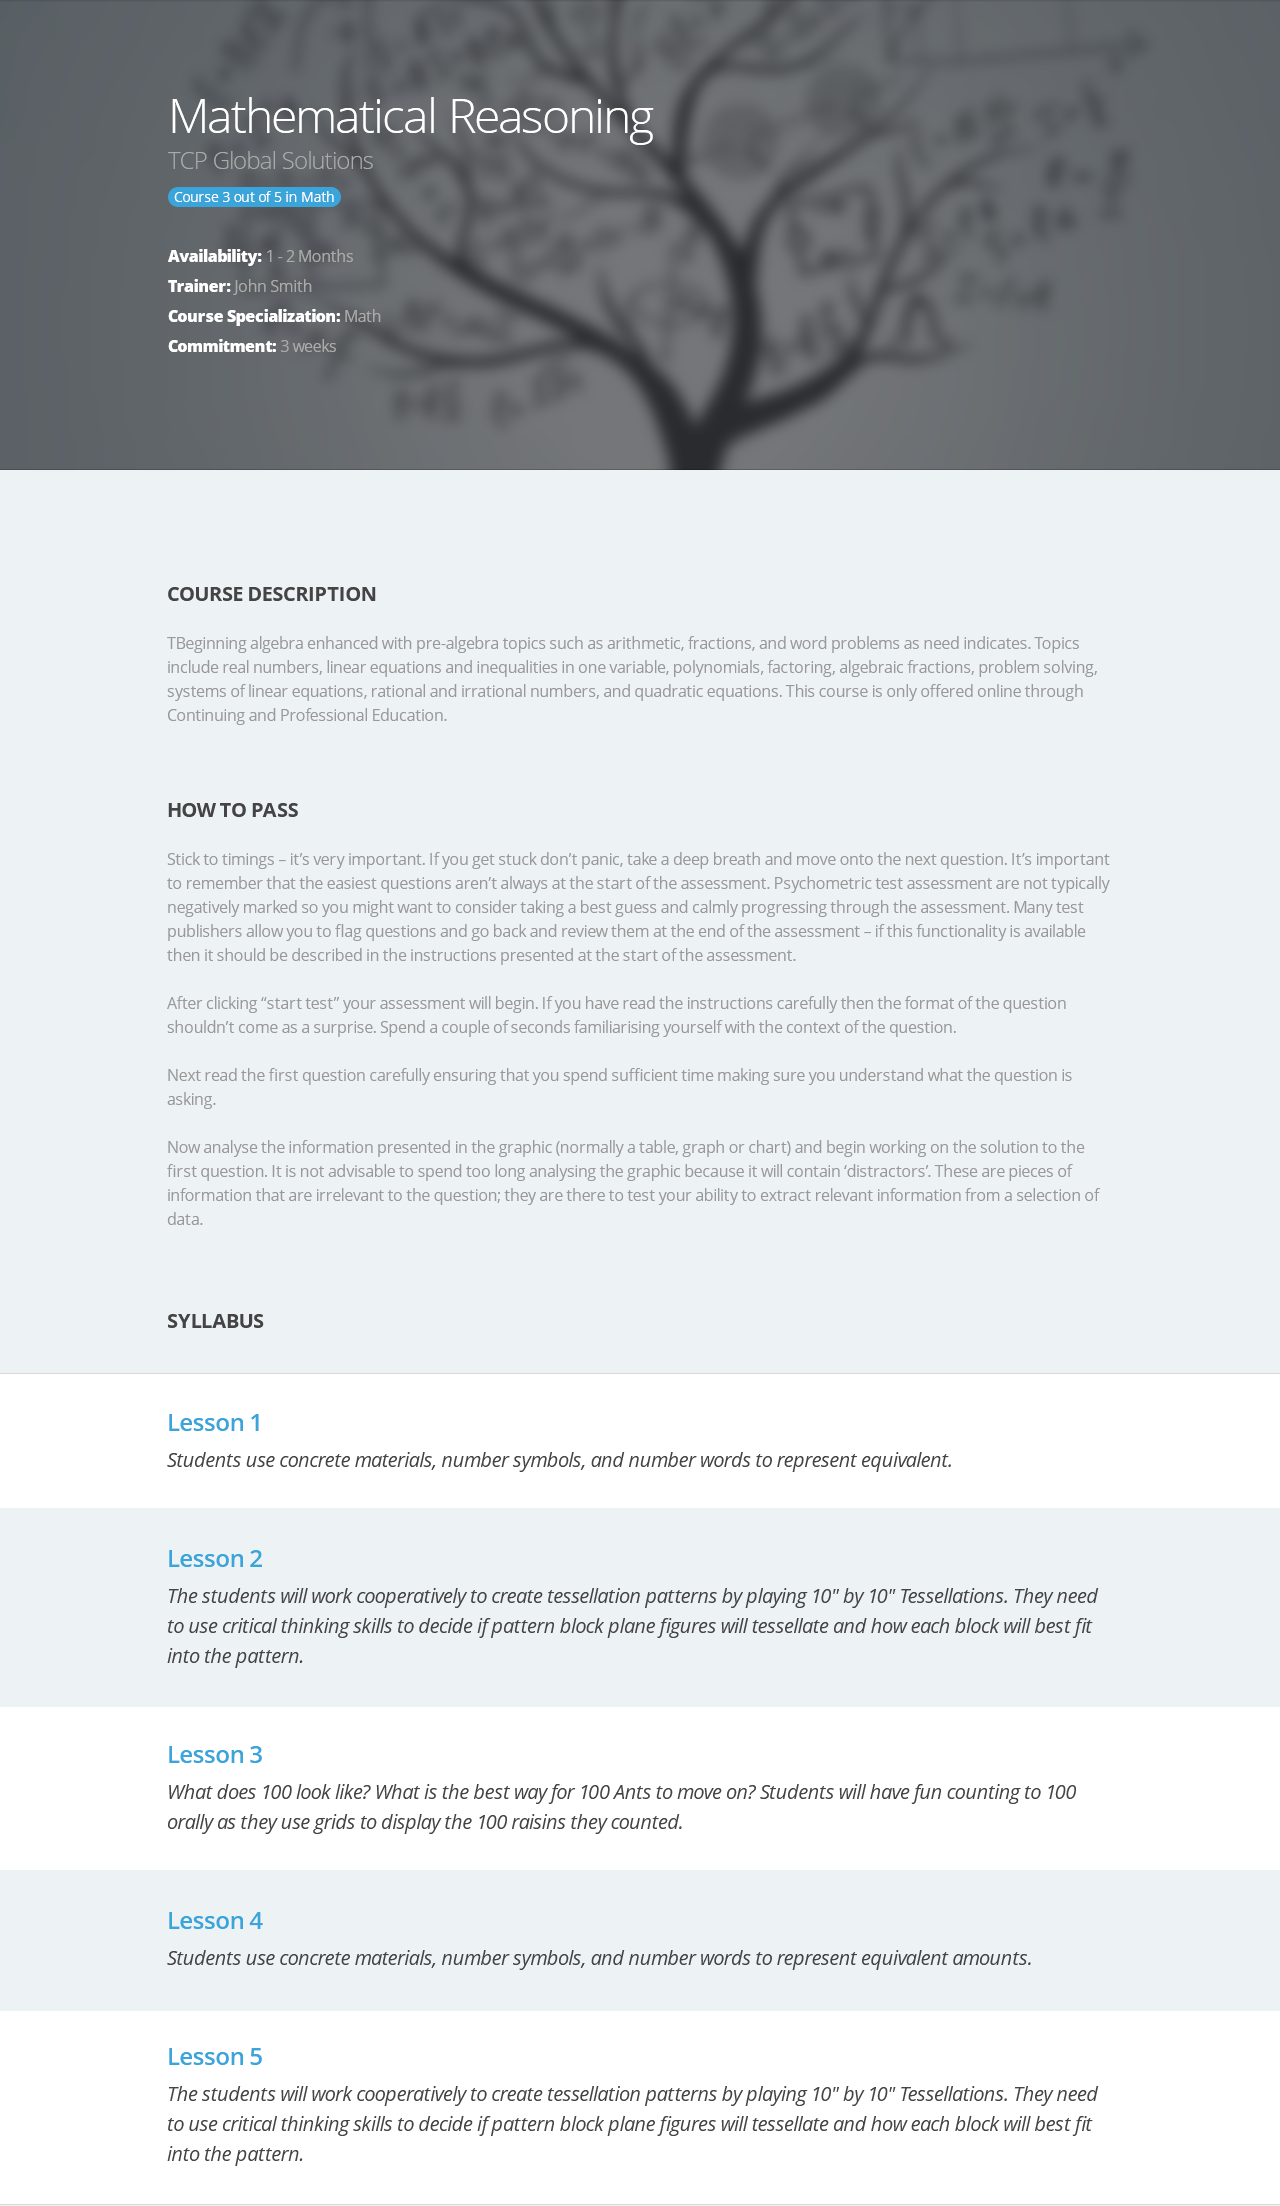 Mathematical Reasoning
TCP Global Solutions
Course 3 out of 5 in Math
Availability: 1 - 2 Months
Trainer: John Smith
Course Specialization: Math
Commitment: 3 weeks
COURSE DESCRIPTION
TBeginning algebra enhanced with pre-algebra topics such as arithmetic, fractions, and word problems as need indicates. Topics
include real numbers, linear equations and inequalities in one variable, polynomials, factoring, algebraic fractions, problem solving,
systems of linear equations, rational and irrational numbers, and quadratic equations. This course is only offered online through
Continuing and Professional Education.
HOW TO PASS
Stick to timings – it’s very important. If you get stuck don’t panic, take a deep breath and move onto the next question. It’s important
to remember that the easiest questions aren’t always at the start of the assessment. Psychometric test assessment are not typically
negatively marked so you might want to consider taking a best guess and calmly progressing through the assessment. Many test
publishers allow you to flag questions and go back and review them at the end of the assessment – if this functionality is available
then it should be described in the instructions presented at the start of the assessment.
After clicking “start test” your assessment will begin. If you have read the instructions carefully then the format of the question
shouldn’t come as a surprise. Spend a couple of seconds familiarising yourself with the context of the question.
Next read the first question carefully ensuring that you spend sufficient time making sure you understand what the question is
asking.
Now analyse the information presented in the graphic (normally a table, graph or chart) and begin working on the solution to the
first question. It is not advisable to spend too long analysing the graphic because it will contain ‘distractors’. These are pieces of
information that are irrelevant to the question; they are there to test your ability to extract relevant information from a selection of
data.
SYLLABUS
Lesson 1
Students use concrete materials, number symbols, and number words to represent equivalent.
Lesson 2
The students will work cooperatively to create tessellation patterns by playing 10" by 10" Tessellations. They need
to use critical thinking skills to decide if pattern block plane figures will tessellate and how each block will best fit
into the pattern.
Lesson 3
What does 100 look like? What is the best way for 100 Ants to move on? Students will have fun counting to 100
orally as they use grids to display the 100 raisins they counted.
Lesson 4
Students use concrete materials, number symbols, and number words to represent equivalent amounts.
Lesson 5
The students will work cooperatively to create tessellation patterns by playing 10" by 10" Tessellations. They need
to use critical thinking skills to decide if pattern block plane figures will tessellate and how each block will best fit
into the pattern.